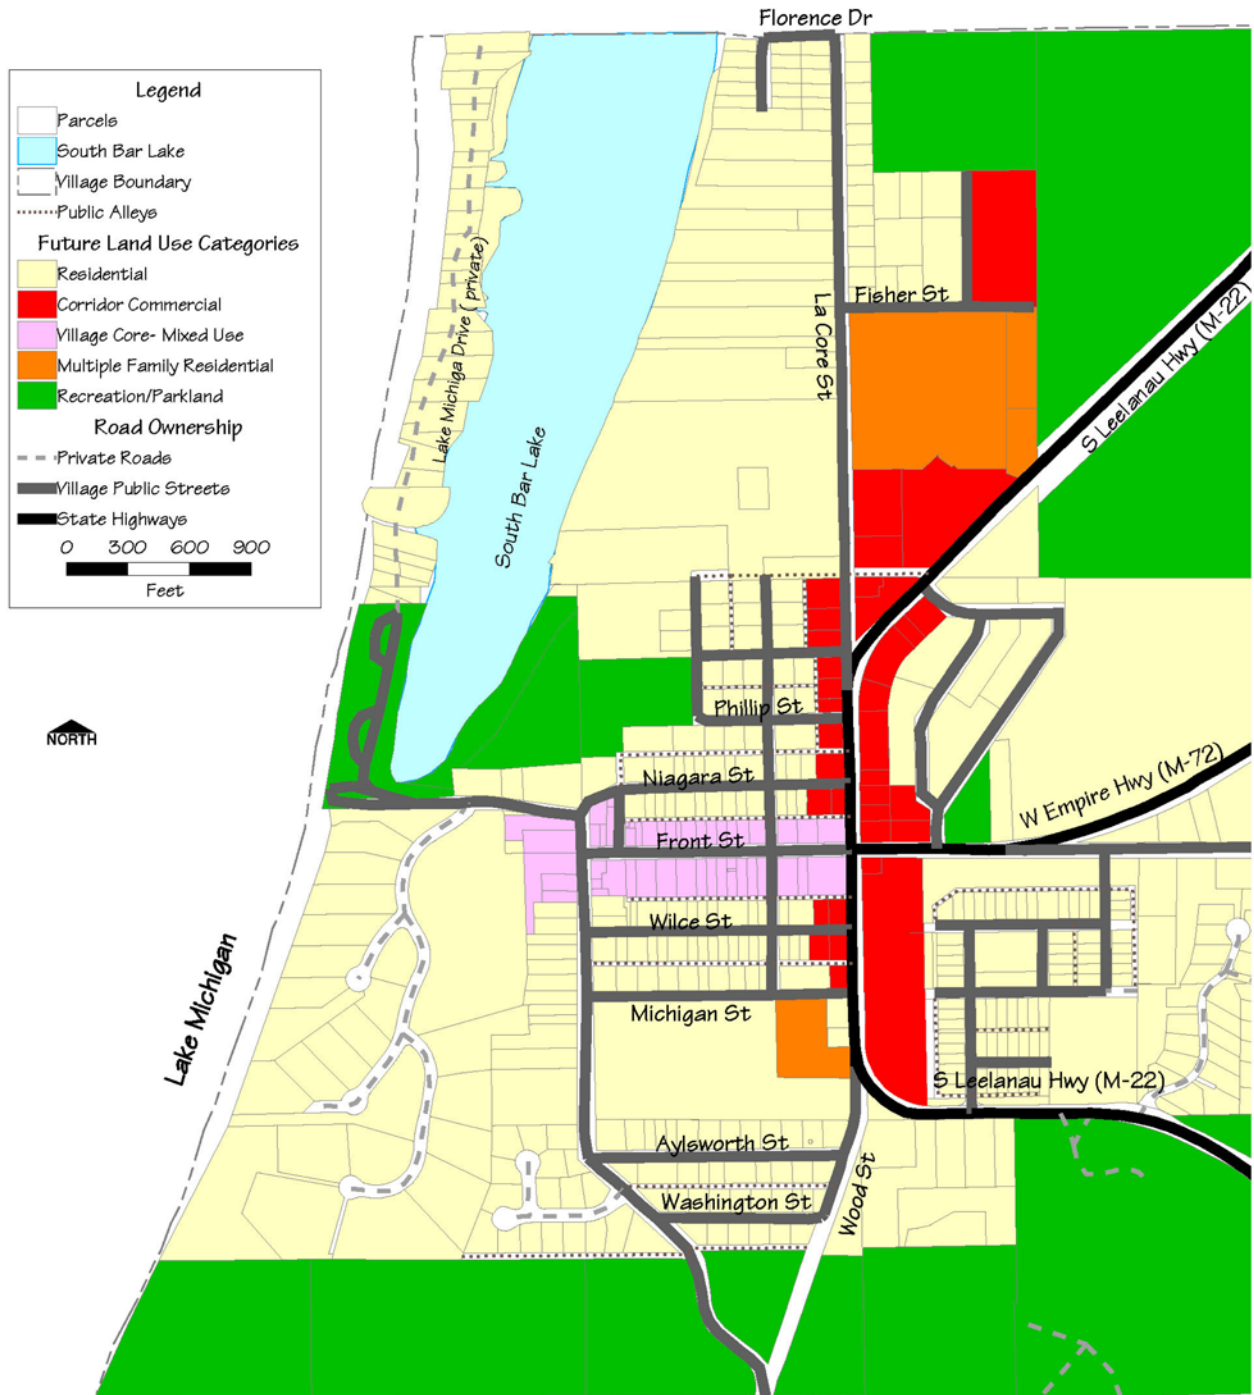 Florence Dr
Legend
Parcels
South Bar Lake
Village Boundary
Public Alleys
Future Land Use Categories
Residential
Corridor Commercial
Village Core- Mixed Use
Multiple Family Residential
Recreation/Parkland
Road Ownership
Private Roads
Village Public Streets
State Highways
0 300 600 900
Feet
NORTH
Lake Michiga Drive ( private)
South Bar Lake
La Core St
Fisher St
S Leelanau Hwy (M-22)
Phillip St
Niagara St
W Empire Hwy (M-72)
Front St
Wilce St
Lake Michigan
Michigan St
S Leelanau Hwy (M-22)
Aylsworth St
Washington St
Wood St